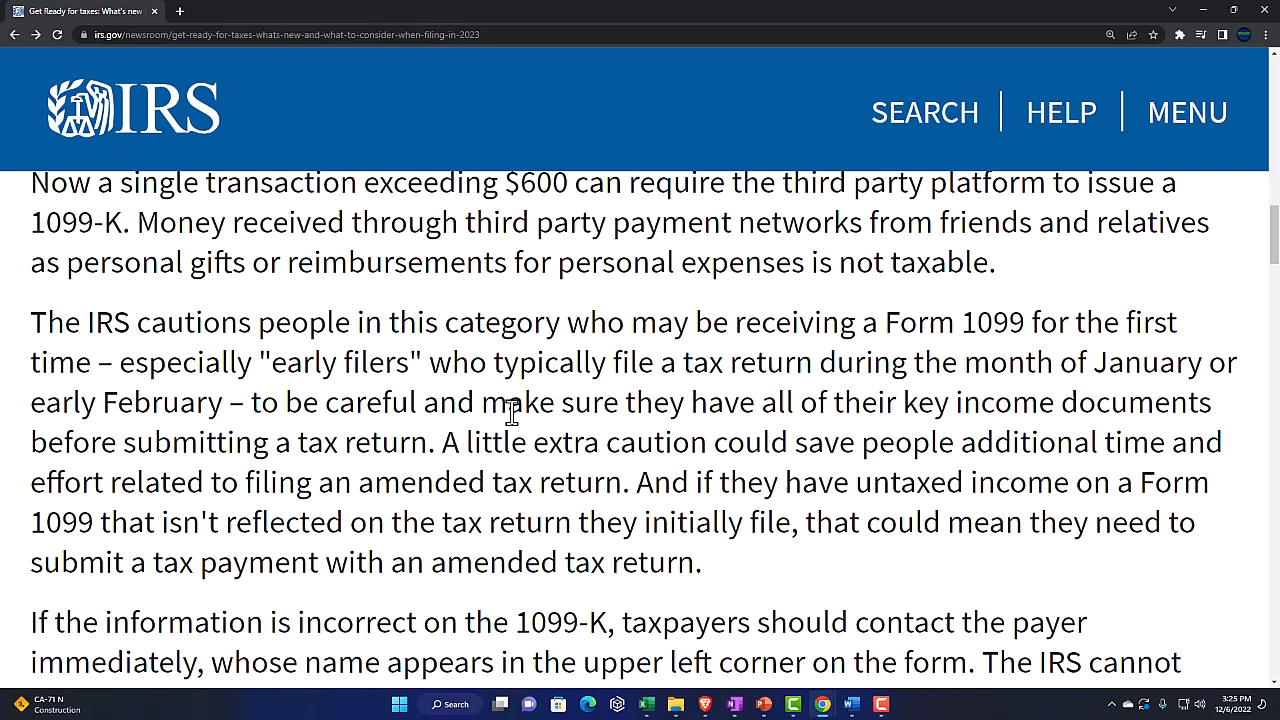 Get Ready for taxes: What's new
irs.gov/newsroom/get-ready-for-taxes-whats-new-and-what-to-consider-when-filing-in-2023
IRS
SEARCH HELP MENU
Now a single transaction exceeding $600 can require the third party platform to issue a
1099-K. Money received through third party payment networks from friends and relatives
as personal gifts or reimbursements for personal expenses is not taxable.
The IRS cautions people in this category who may be receiving a Form 1099 for the first
time – especially "early filers" who typically file a tax return during the month of January or
early February – to be careful and make sure they have all of their key income documents
before submitting a tax return. A little extra caution could save people additional time and
effort related to filing an amended tax return. And if they have untaxed income on a Form
1099 that isn't reflected on the tax return they initially file, that could mean they need to
submit a tax payment with an amended tax return.
If the information is incorrect on the 1099-K, taxpayers should contact the payer
immediately, whose name appears in the upper left corner on the form. The IRS cannot
CA-71 N
Construction
Search
3:25 PM
12/6/2022